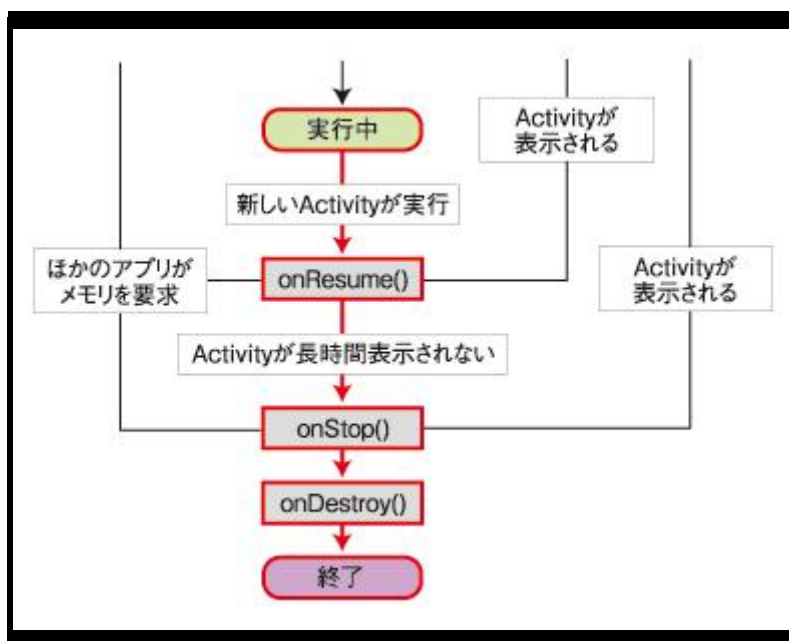 実行中
Activityが
表示される
新しいActivityが実行
ほかのアプリが
メモリを要求
onResume()
Activityが
表示される
Activityが長時間表示されない
onStop()
onDestroy()
終了